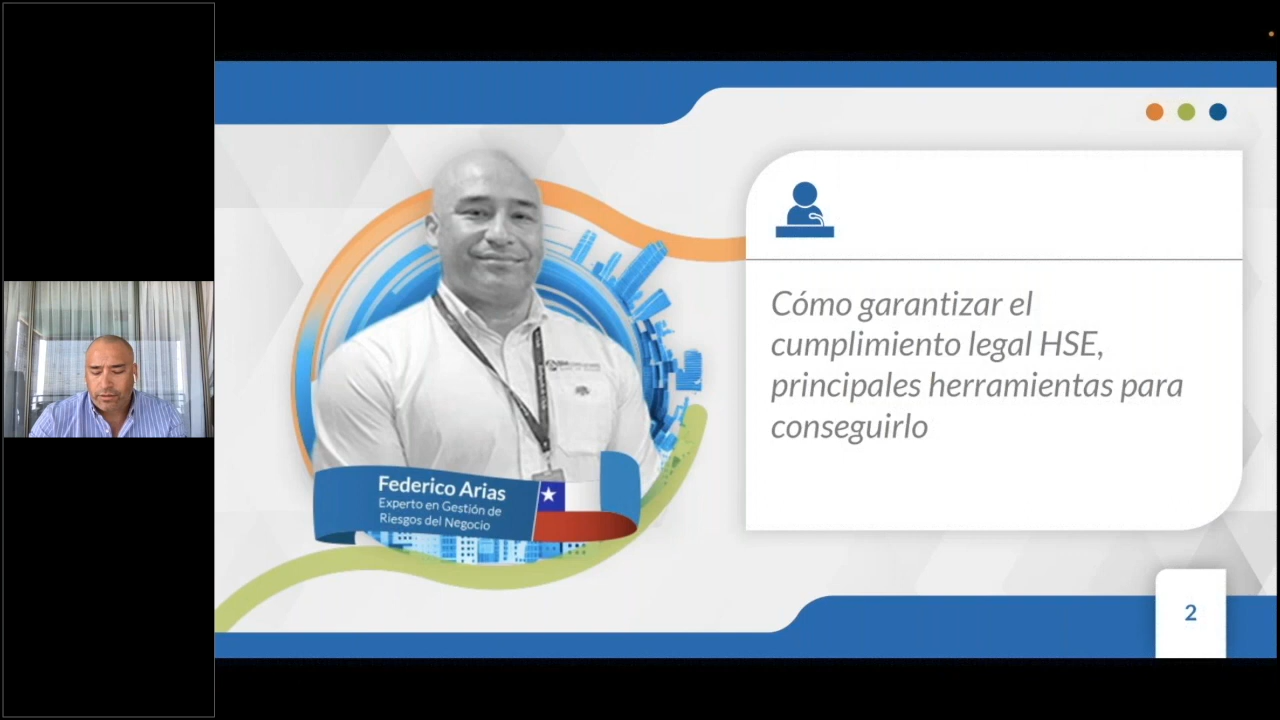 Cómo garantizar el
cumplimiento legal HSE,
principales herramientas para
conseguirlo
Federico Arias
Experto en Gestión de
Riesgos del Negocio
2